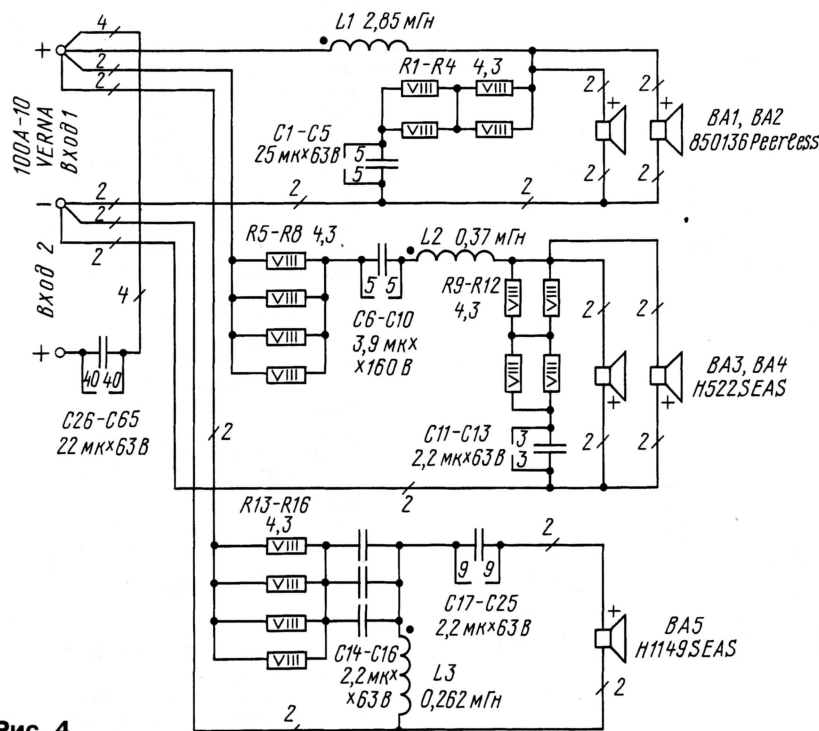 4
L1 2,85 мГн
+
2
2
R1-R4 4,3
VIII
VIII
VIII
VIII
2
2
+
+
BA1, BA2
850136 Peerless
100А-10
VERNA
ВХОД 1
C1-C5
25 мк×63В
5
5
2
2
−
2
2
2
2
ВХОД 2
R5-R8 4,3
VIII
VIII
VIII
VIII
L2 0,37 мГн
5 5
C6-C10
3,9 мк×
×160 В
R9-R12
4,3
VIII
VIII
VIII
VIII
2
2
4
+
40 40
C26-C65
22 мк×63В
BA3, BA4
H522SEAS
+
+
C11-C13
2,2 мк×63В
3
3
2
2
2
2
R13-R16
4,3
VIII
VIII
VIII
VIII
2
9 9
C17-C25
2,2 мк×63В
+
BA5
H1149SEAS
C14-C16
2,2 мк×
×63В
L3
0,262 мГн
2
2
Рис. 4